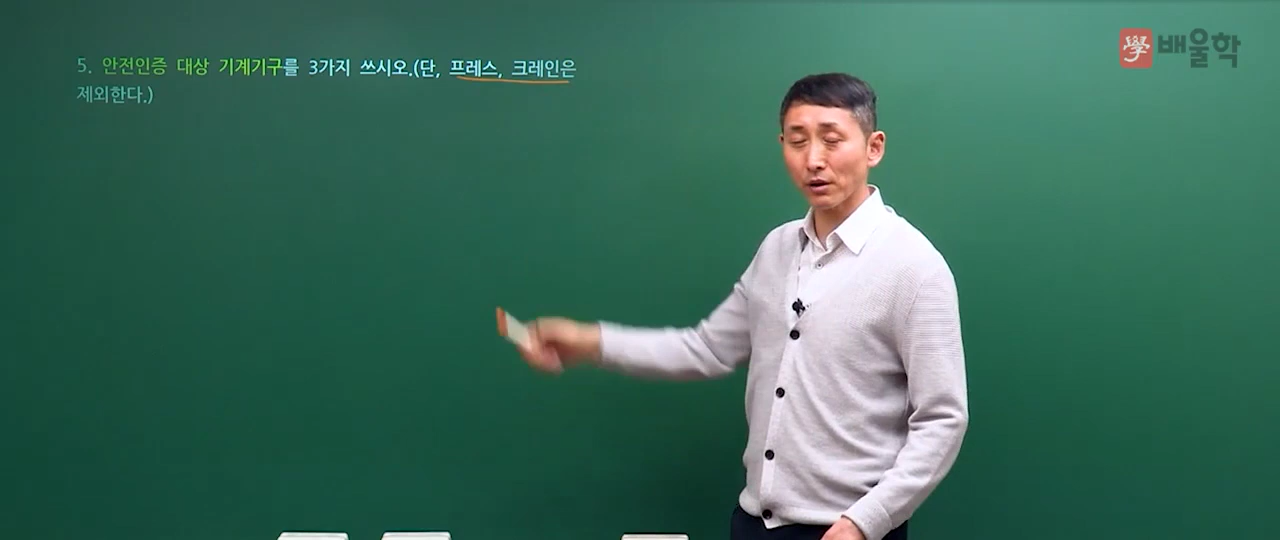 5. 안전인증 대상 기계기구를 3가지 쓰시오.(단, 프레스, 크레인은
제외한다.)
學 배울학